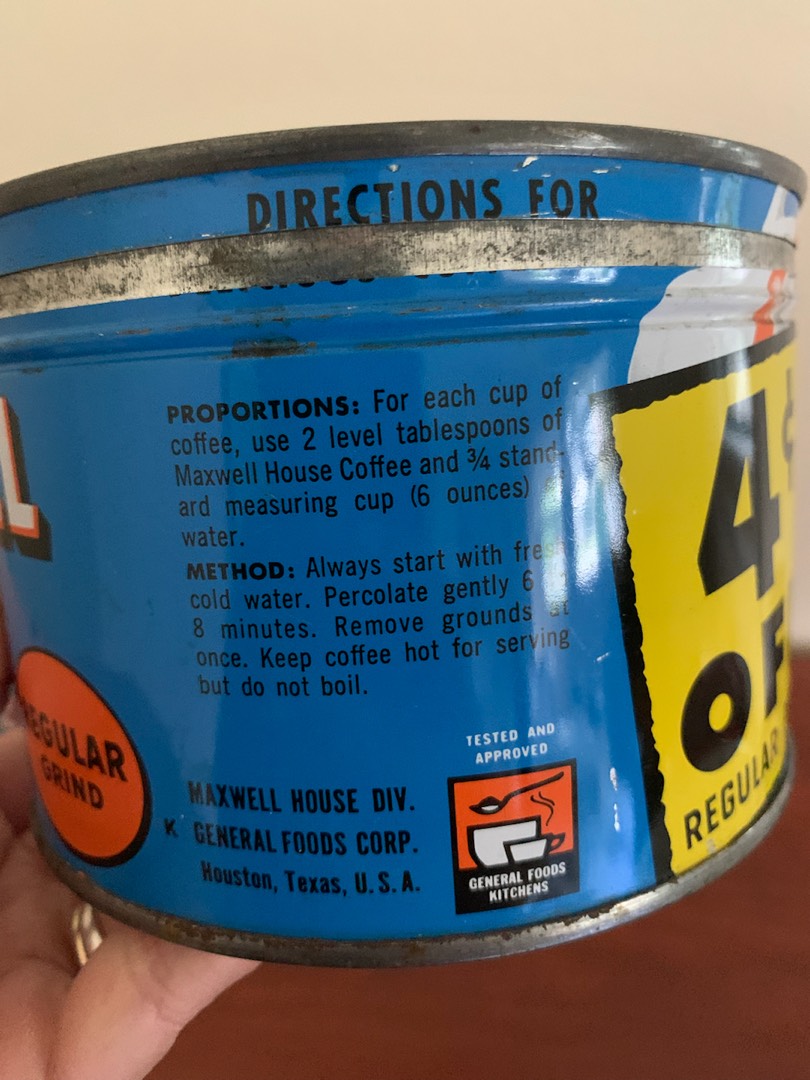 DIRECTIONS FOR
PROPORTIONS: For each cup of
coffee, use 2 level tablespoons of
Maxwell House Coffee and ¾ stand-
ard measuring cup (6 ounces)
water.
METHOD: Always start with fresh
cold water. Percolate gently 6
8 minutes. Remove grounds at
once. Keep coffee hot for serving
but do not boil.
REGULAR
GRIND
MAXWELL HOUSE DIV.
K GENERAL FOODS CORP.
Houston, Texas, U.S.A.
TESTED AND
APPROVED
GENERAL FOODS
KITCHENS
4¢
OF
REGULAR